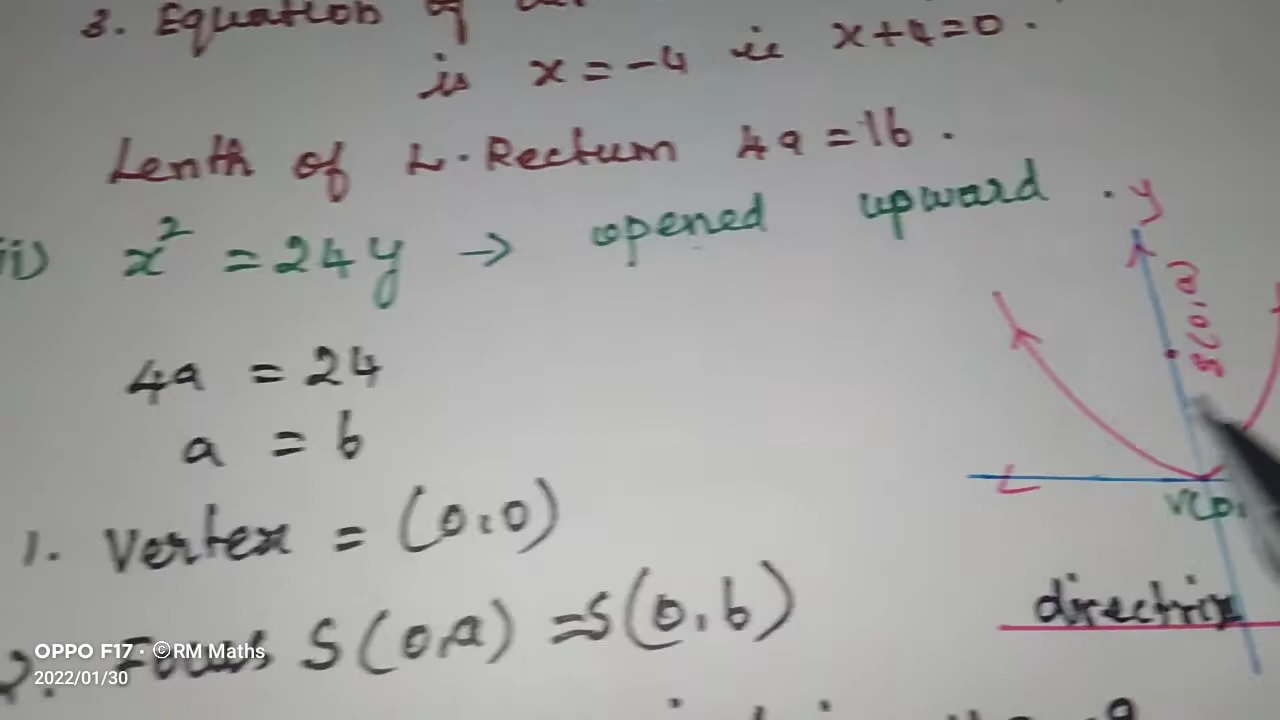 3. Equation of
is x = -4 ie x+4=0.
Lenth of L. Rectum 4a = 16.
ii) x² = 24y → opened upward.
y
S(0,a)
4a = 24
a = 6
1. Vertex = (0,0)
V(0,
directrix
2. Focus S(0,a) = S(0,6)
OPPO F17 · ©RM Maths
2022/01/30